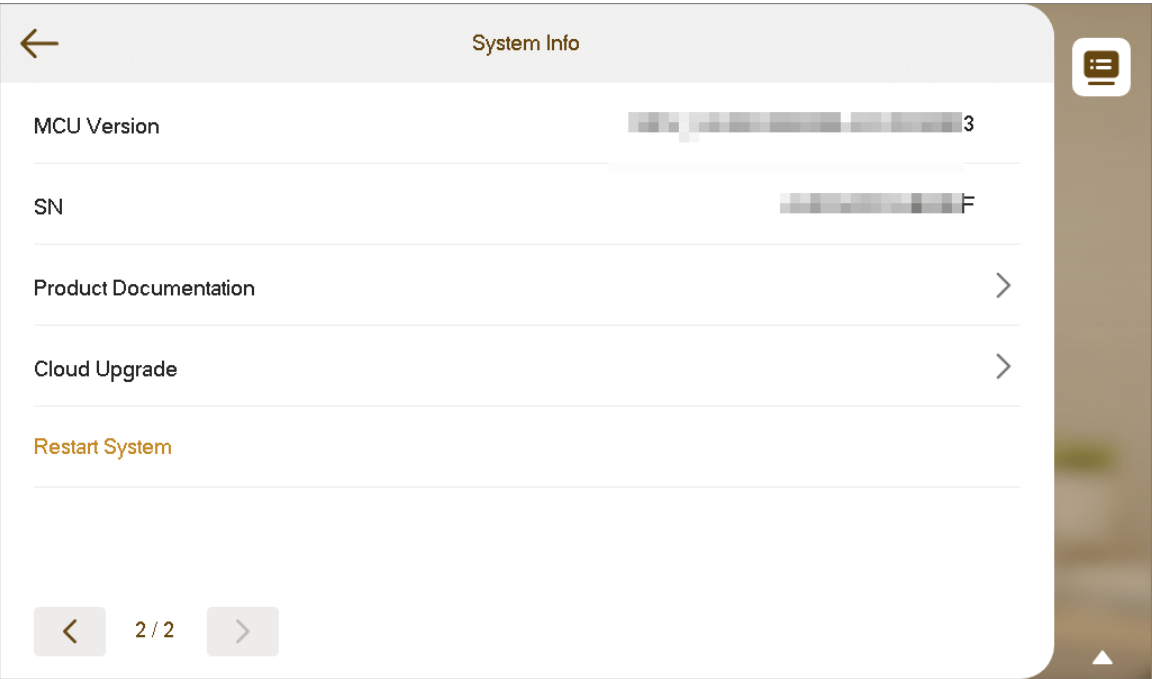 System Info
MCU Version 3
SN F
Product Documentation
Cloud Upgrade
Restart System
2 / 2